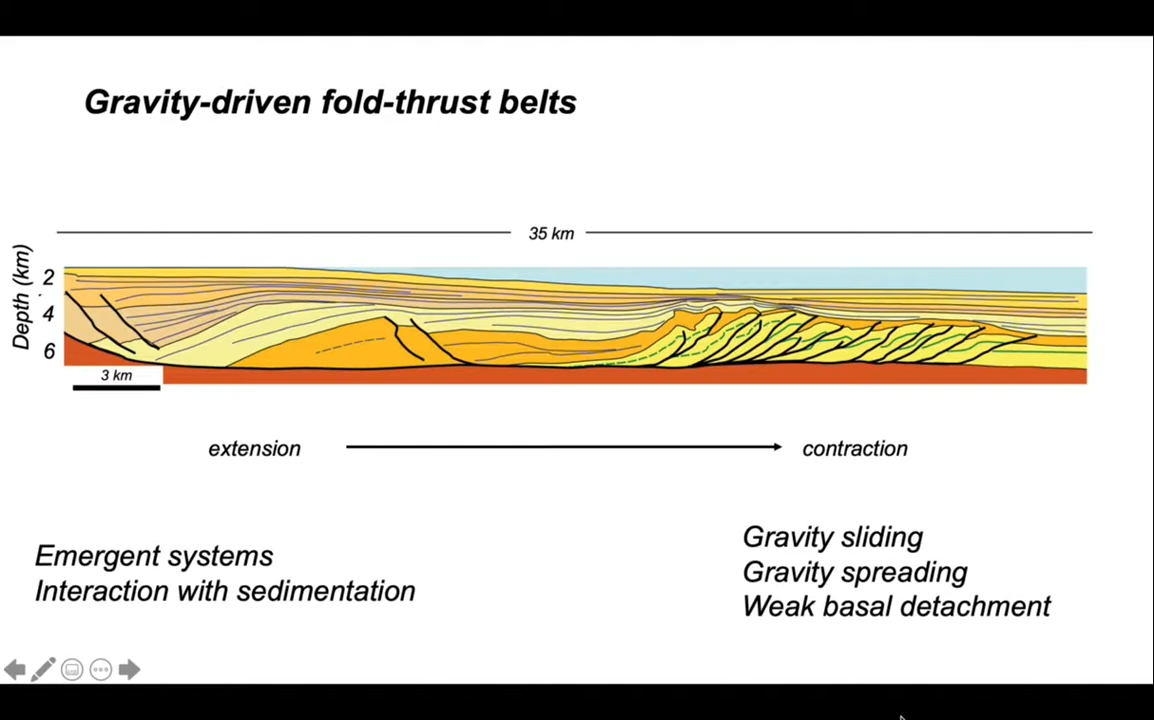 Gravity-driven fold-thrust belts
35 km
Depth (km)
2
4
6
3 km
extension
contraction
Emergent systems
Interaction with sedimentation
Gravity sliding
Gravity spreading
Weak basal detachment